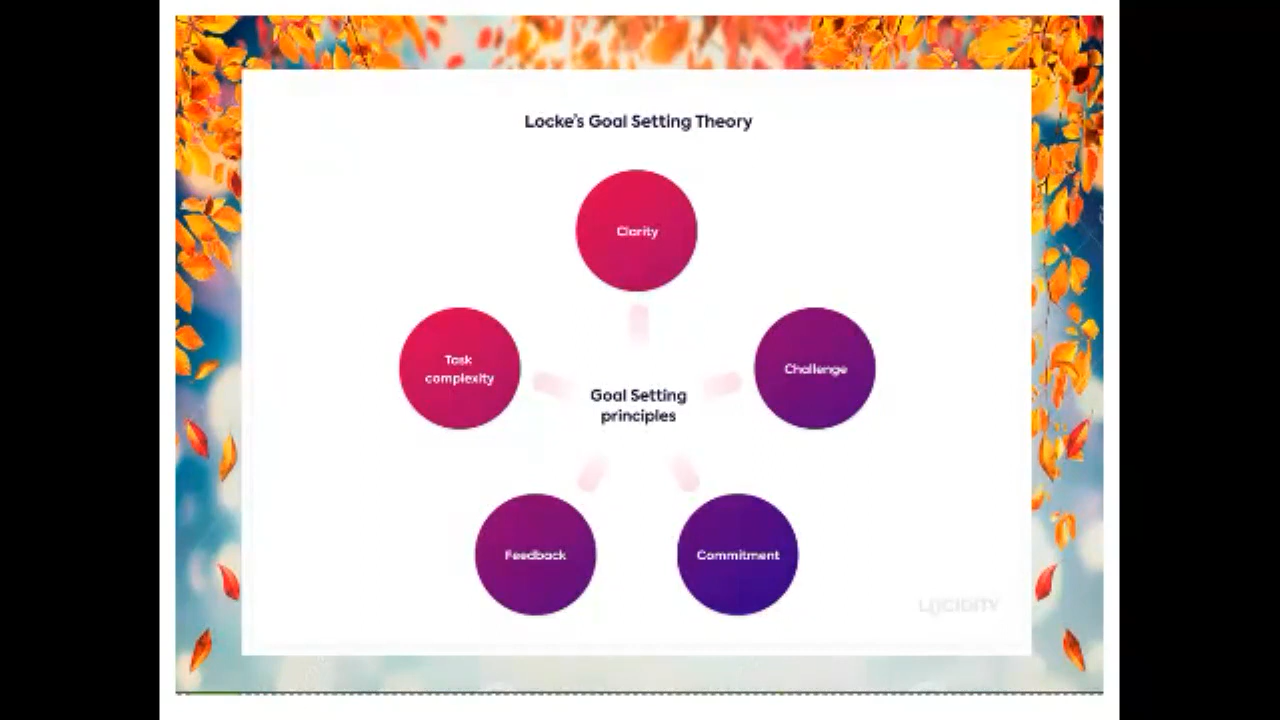 Locke's Goal Setting Theory
Clarity
Task
complexity
Challenge
Goal Setting
principles
Feedback
Commitment
LUCIDITY